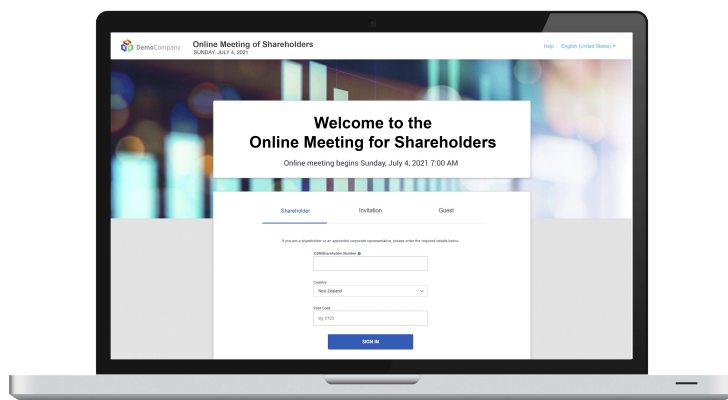 DemoCompany
Online Meeting of Shareholders
SUNDAY, JULY 4, 2021
Help English (United States)
Welcome to the
Online Meeting for Shareholders
Online meeting begins Sunday, July 4, 2021 7:00 AM
Shareholder Invitation Guest
If you are a shareholder or an appointed corporate representative, please enter the required details below.
CSN/Shareholder Number
Country
New Zealand
Post Code
eg. 0123
SIGN IN